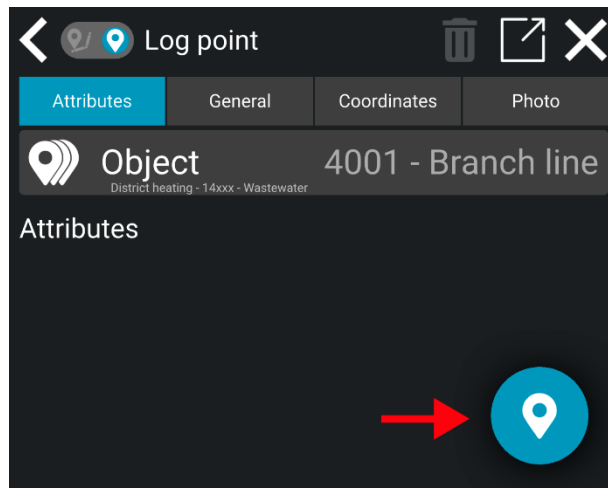 Log point
Attributes General Coordinates Photo
Object 4001 - Branch line
District heating - 14xxx - Wastewater
Attributes